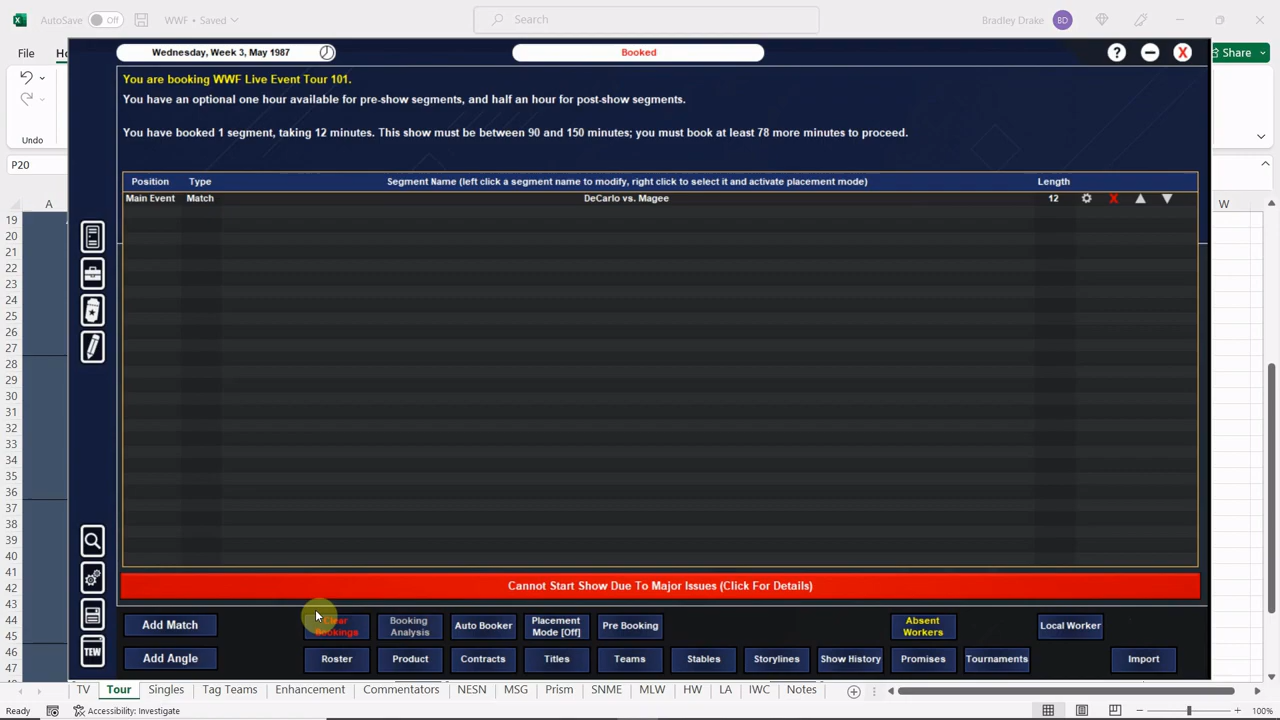 AutoSave Off WWF • Saved Search Bradley Drake BD
File Ho Share
Wednesday, Week 3, May 1987 Booked ? X
You are booking WWF Live Event Tour 101.
You have an optional one hour available for pre-show segments, and half an hour for post-show segments.
You have booked 1 segment, taking 12 minutes. This show must be between 90 and 150 minutes; you must book at least 78 more minutes to proceed.
Undo
P20
Position Type Segment Name (left click a segment name to modify, right click to select it and activate placement mode) Length
Main Event Match DeCarlo vs. Magee 12 X
A W
19
20
21
22
23
24
25
26
27
28
29
30
31
32
33
34
35
36
37
38
39
40
41
42
43
44
45
46
47
Cannot Start Show Due To Major Issues (Click For Details)
Add Match Clear Bookings Booking Analysis Auto Booker Placement Mode [Off] Pre Booking Absent Workers Local Worker
Add Angle Roster Product Contracts Titles Teams Stables Storylines Show History Promises Tournaments Import
TEW
TV Tour Singles Tag Teams Enhancement Commentators NESN MSG Prism SNME MLW HW LA IWC Notes
Ready Accessibility: Investigate 100%